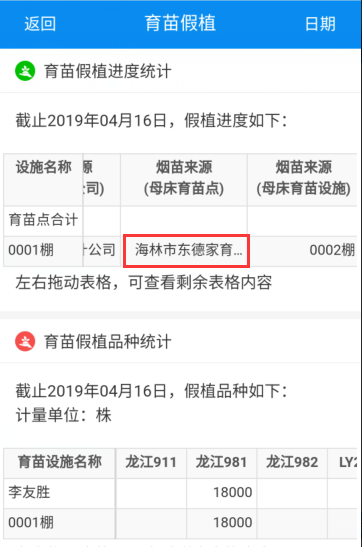 返回 育苗假植 日期
育苗假植进度统计
截止2019年04月16日，假植进度如下：
设施名称 烟苗来源 烟苗来源
(母床育苗点) (母床育苗设施)
育苗点合计
0001棚 公司 海林市东德家育... 0002棚
左右拖动表格，可查看剩余表格内容
育苗假植品种统计
截止2019年04月16日，假植品种如下：
计量单位：株
育苗设施名称 龙江911 龙江981 龙江982 LY2
李友胜 18000
0001棚 18000